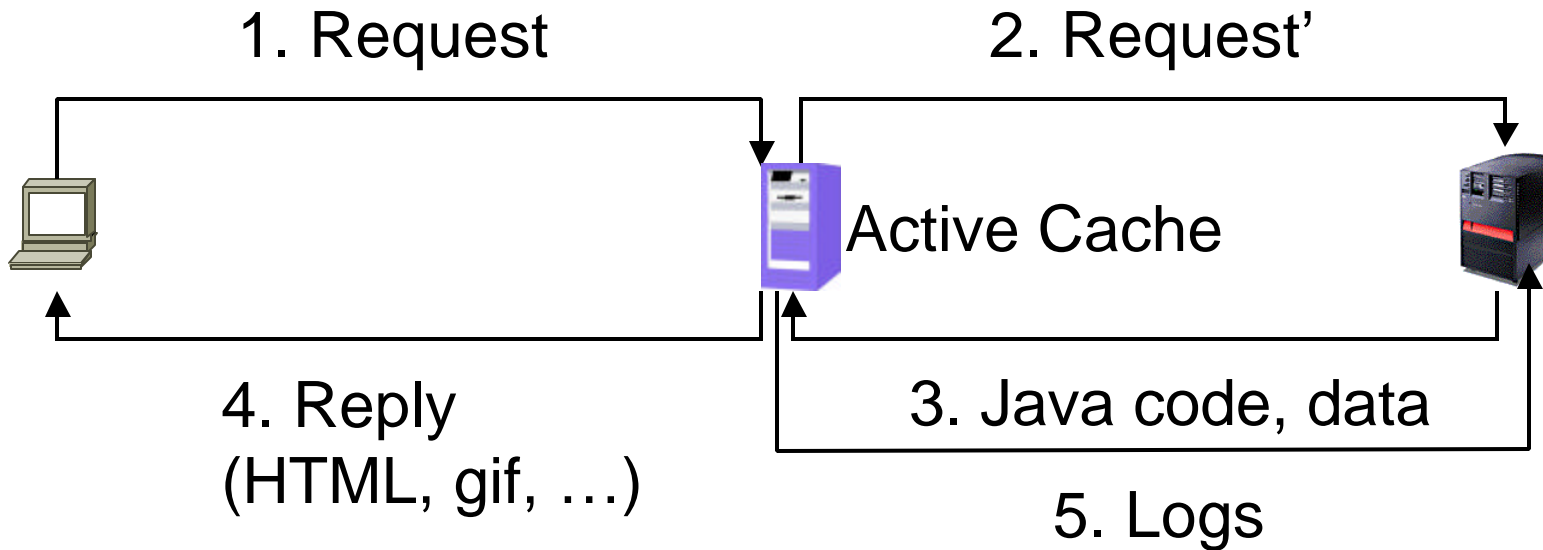 1. Request
2. Request’
Active Cache
4. Reply
(HTML, gif, …)
3. Java code, data
5. Logs